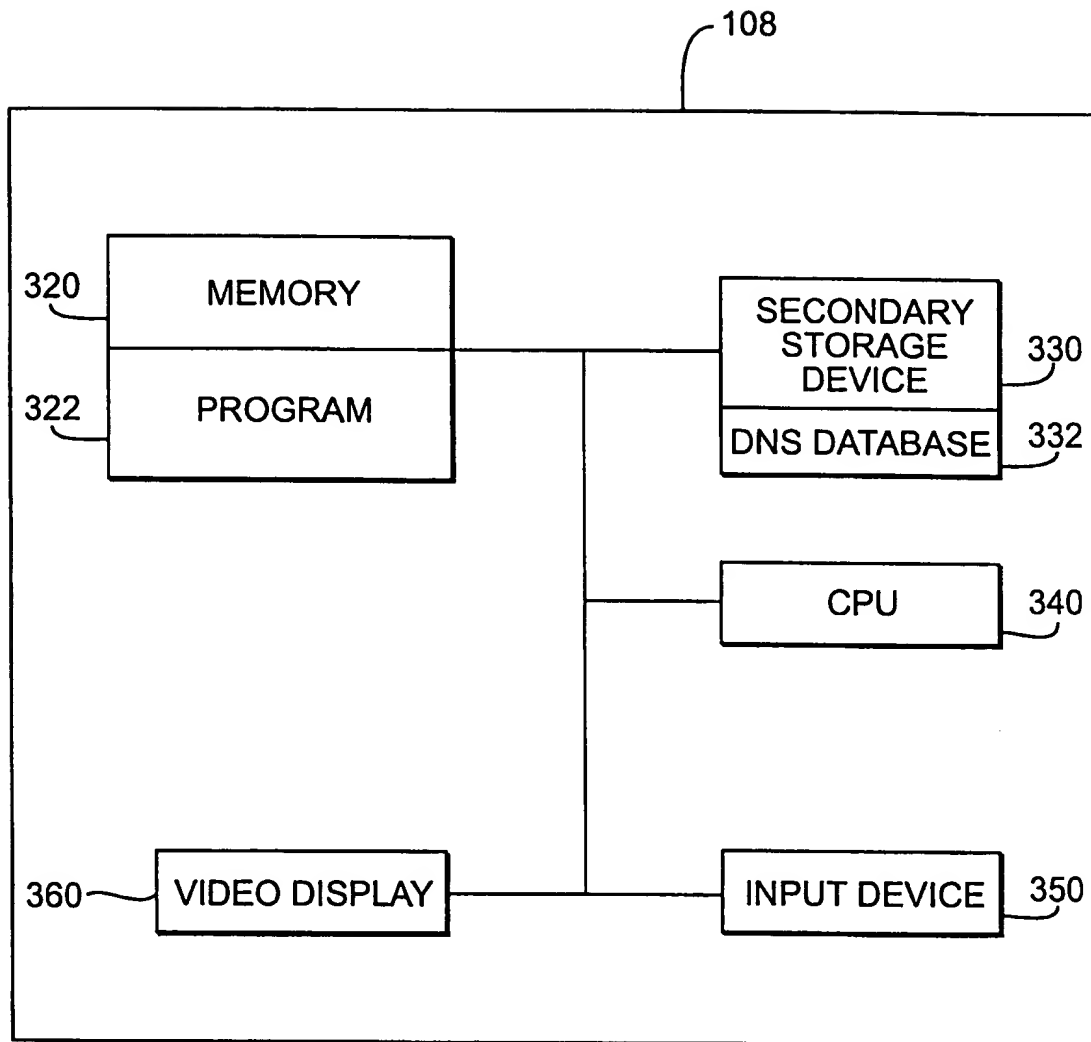 108
320
MEMORY
322
PROGRAM
SECONDARY
STORAGE
DEVICE
330
DNS DATABASE
332
CPU
340
360
VIDEO DISPLAY
INPUT DEVICE
350